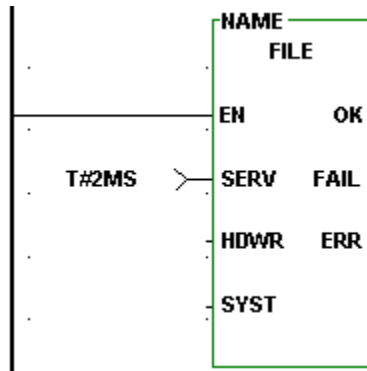 NAME
FILE
EN OK
T#2MS SERV FAIL
HDWR ERR
SYST